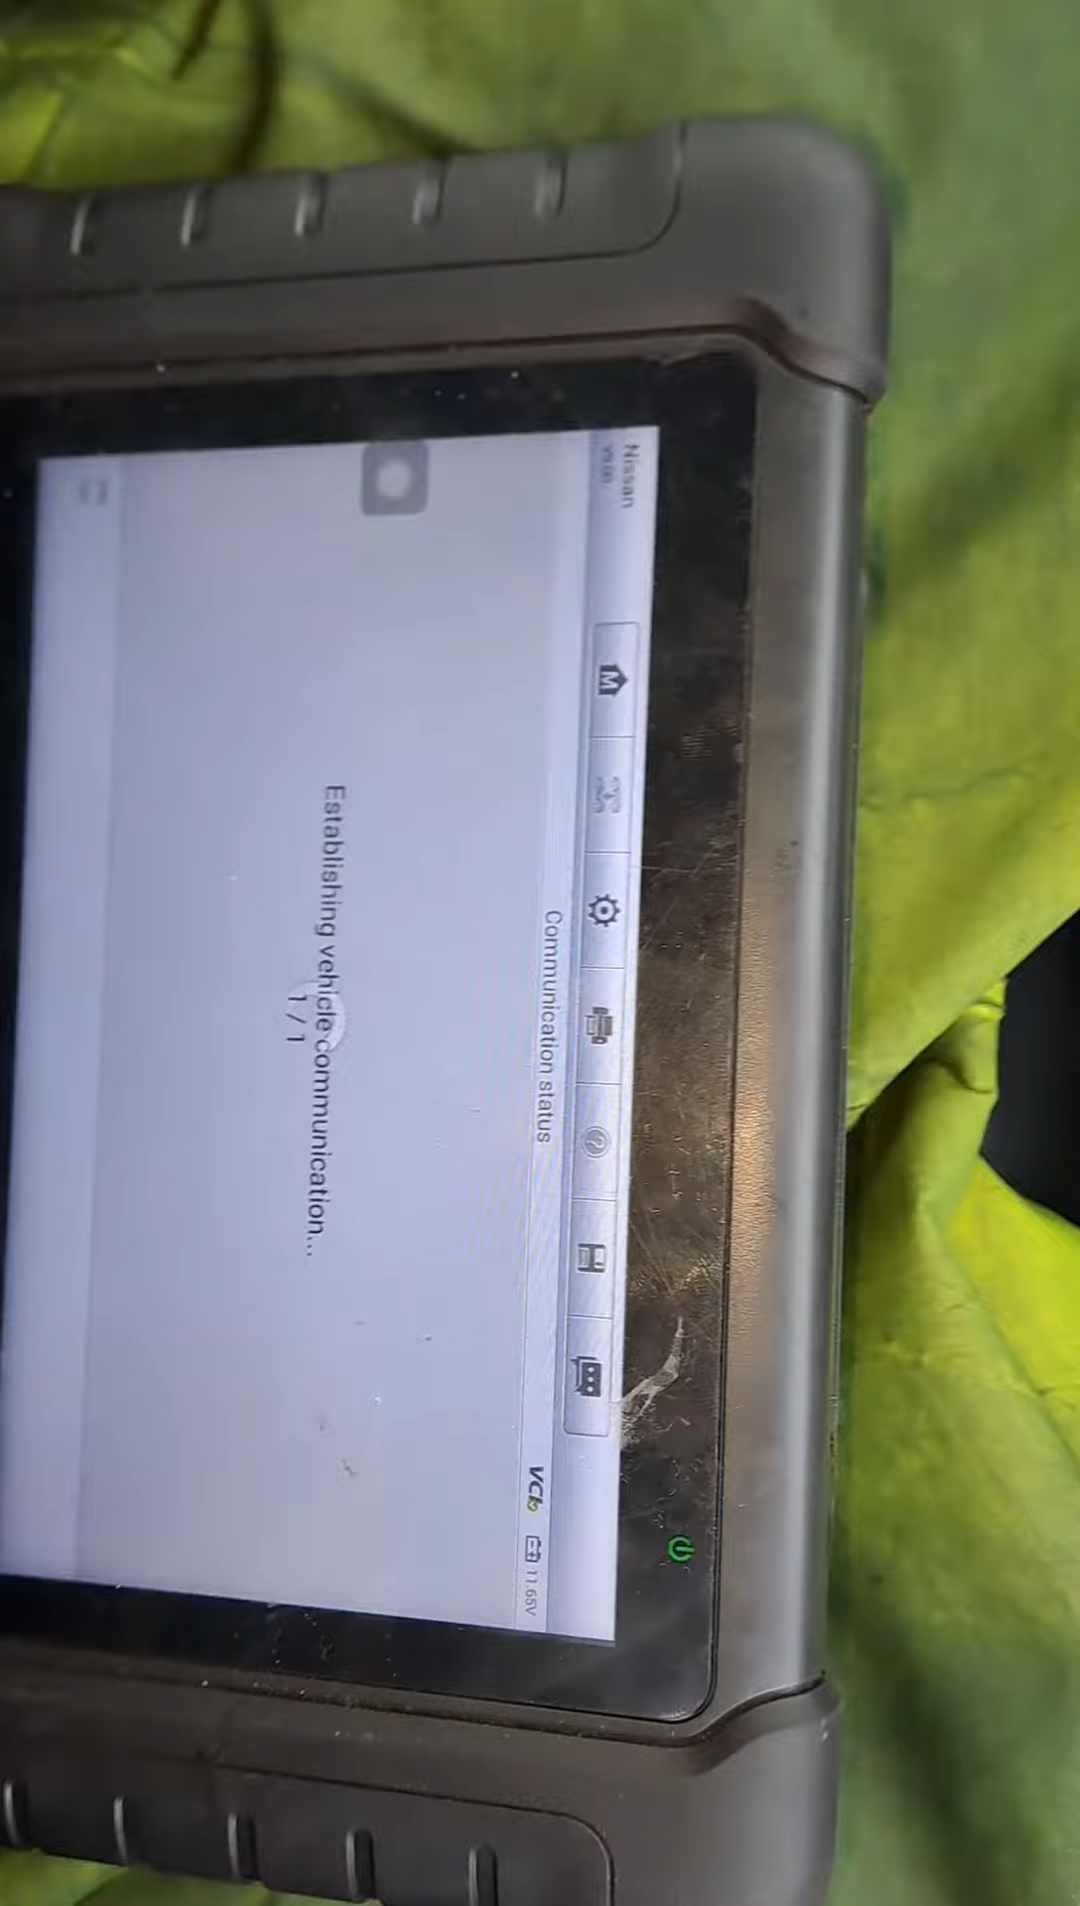 Nissan
Communication status
VCI
11.65V
Establishing vehicle communication...
1 / 1